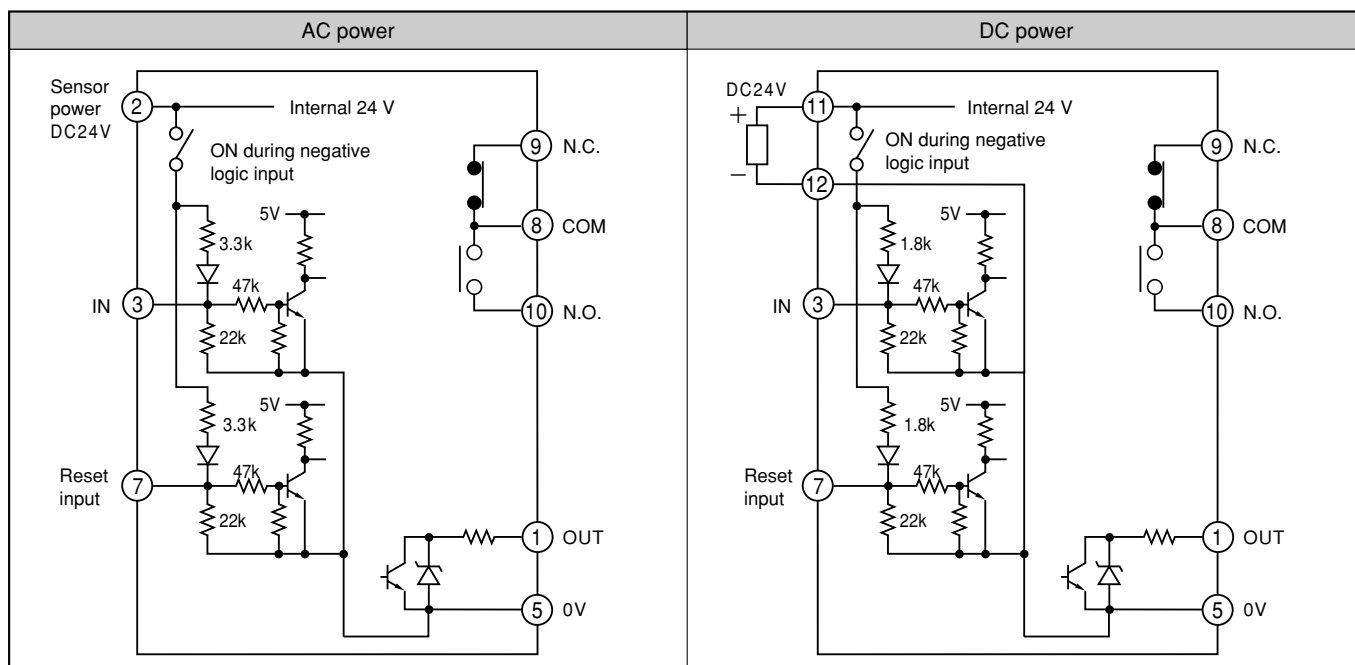 AC power
Sensor
power
DC24V
2
Internal 24 V
ON during negative
logic input
9
N.C.
8
COM
10
N.O.
5V
3.3k
47k
IN
3
22k
5V
3.3k
47k
Reset
input
7
22k
1
OUT
5
0V
DC power
DC24V
+
−
11
12
Internal 24 V
ON during negative
logic input
9
N.C.
8
COM
10
N.O.
5V
1.8k
47k
IN
3
22k
5V
1.8k
47k
Reset
input
7
22k
1
OUT
5
0V